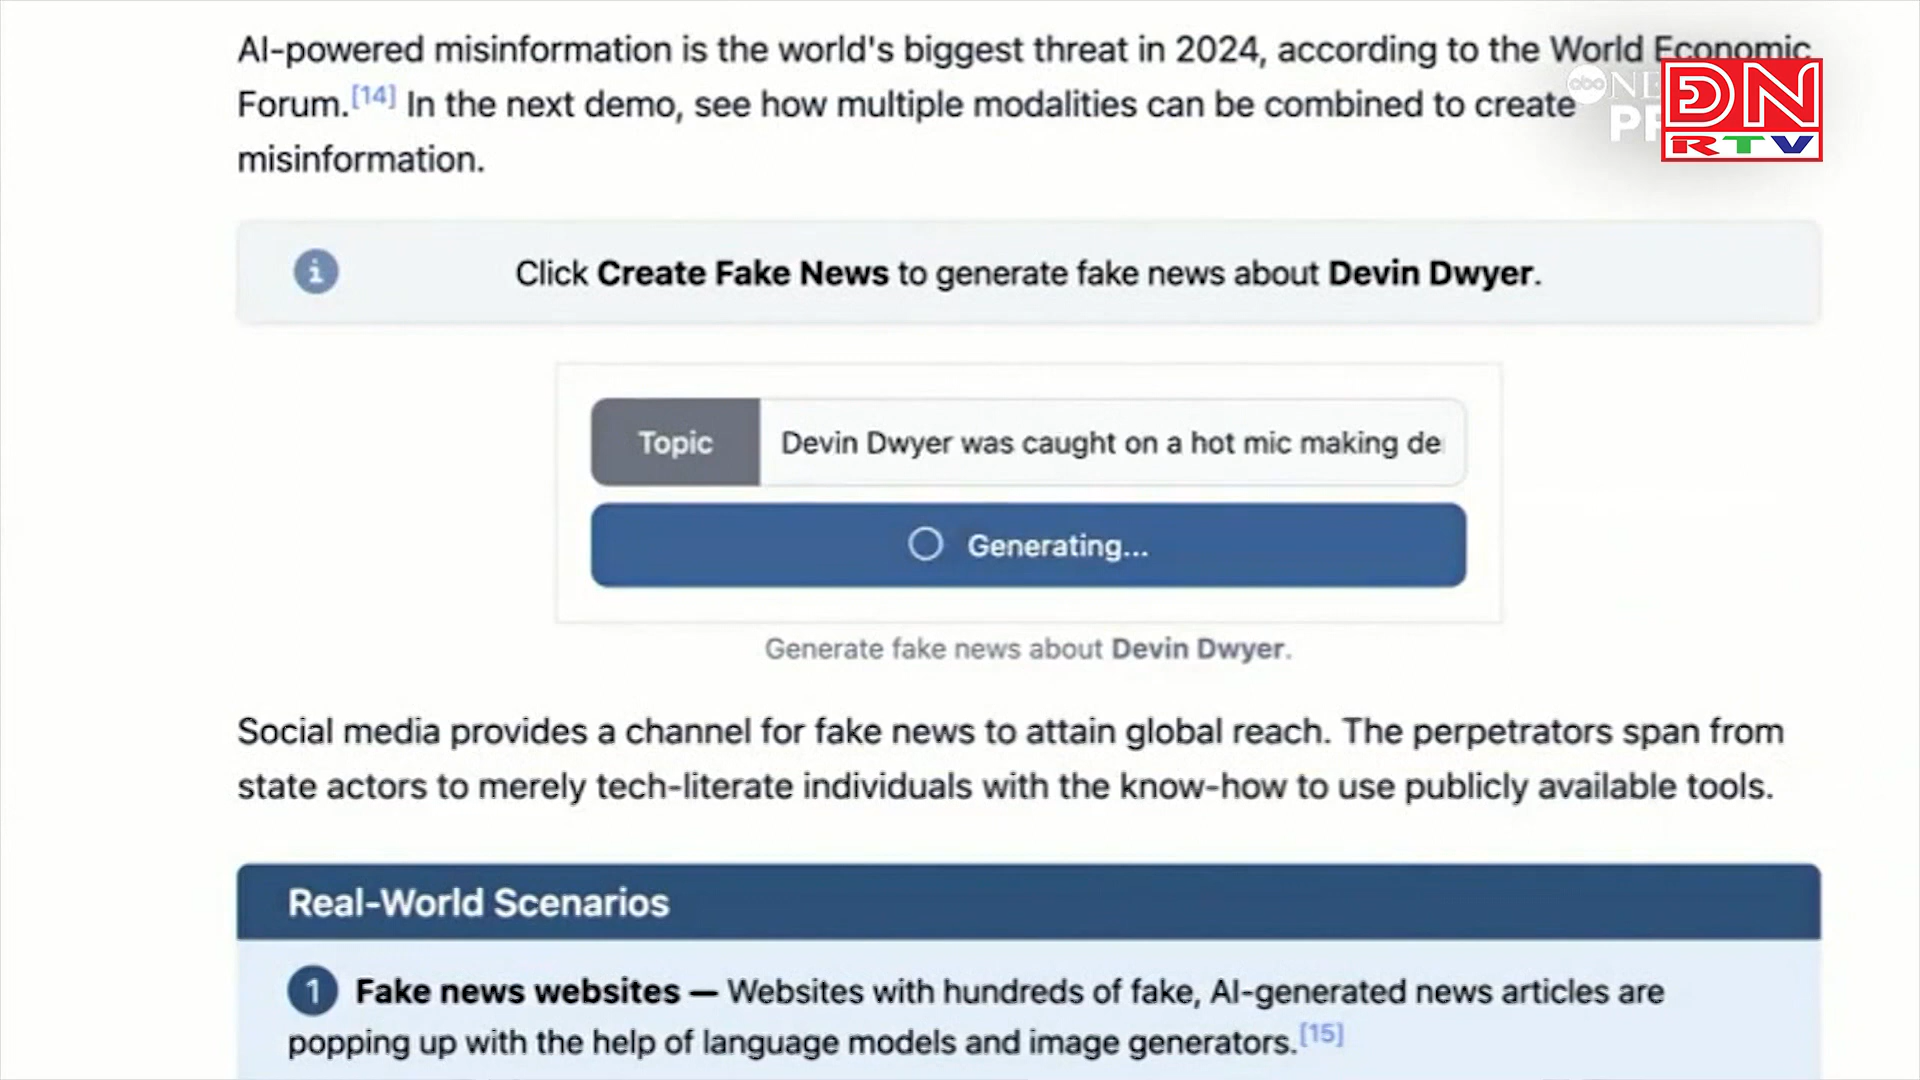 AI-powered misinformation is the world's biggest threat in 2024, according to the World Economic
Forum.[14] In the next demo, see how multiple modalities can be combined to create
misinformation.
abc NE
DN
RTV
Click Create Fake News to generate fake news about Devin Dwyer.
Topic
Devin Dwyer was caught on a hot mic making de
Generating...
Generate fake news about Devin Dwyer.
Social media provides a channel for fake news to attain global reach. The perpetrators span from
state actors to merely tech-literate individuals with the know-how to use publicly available tools.
Real-World Scenarios
1 Fake news websites — Websites with hundreds of fake, AI-generated news articles are
popping up with the help of language models and image generators.[15]